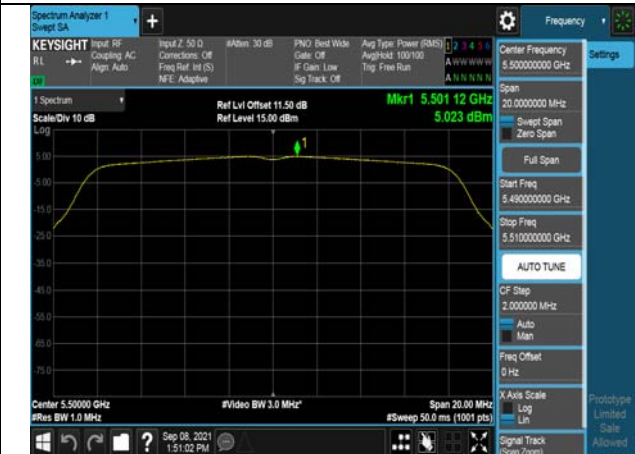 Spectrum Analyzer 1
Swept SA
Frequency
KEYSIGHT
RL
Input: RF
Coupling: AC
Align: Auto
Input Z: 50 Ω
Corrections: Off
Freq Ref: Int (S)
NFE: Adaptive
#Atten: 30 dB
PNO: Best Wide
Gate: Off
IF Gain: Low
Sig Track: Off
Avg Type: Power (RMS)
Avg|Hold: 100/100
Trig: Free Run
1 2 3 4 5 6
A W W W W W
A N N N N N
Center Frequency
5.500000000 GHz
Settings
Span
20.0000000 MHz
Swept Span
Zero Span
Full Span
Start Freq
5.490000000 GHz
Stop Freq
5.510000000 GHz
AUTO TUNE
CF Step
2.000000 MHz
Auto
Man
Freq Offset
0 Hz
X Axis Scale
Log
Lin
Signal Track
(Span Zoom)
Prototype
Limited
Sale
Allowed
1 Spectrum
Scale/Div 10 dB
Log
Ref Lvl Offset 11.50 dB
Ref Level 15.00 dBm
Mkr1 5.501 12 GHz
5.023 dBm
1
5.00
-5.00
-15.0
-25.0
-35.0
-45.0
-55.0
-65.0
-75.0
Center 5.50000 GHz
#Res BW 1.0 MHz
#Video BW 3.0 MHz*
Span 20.00 MHz
#Sweep 50.0 ms (1001 pts)
?
Sep 08, 2021
1:51:02 PM